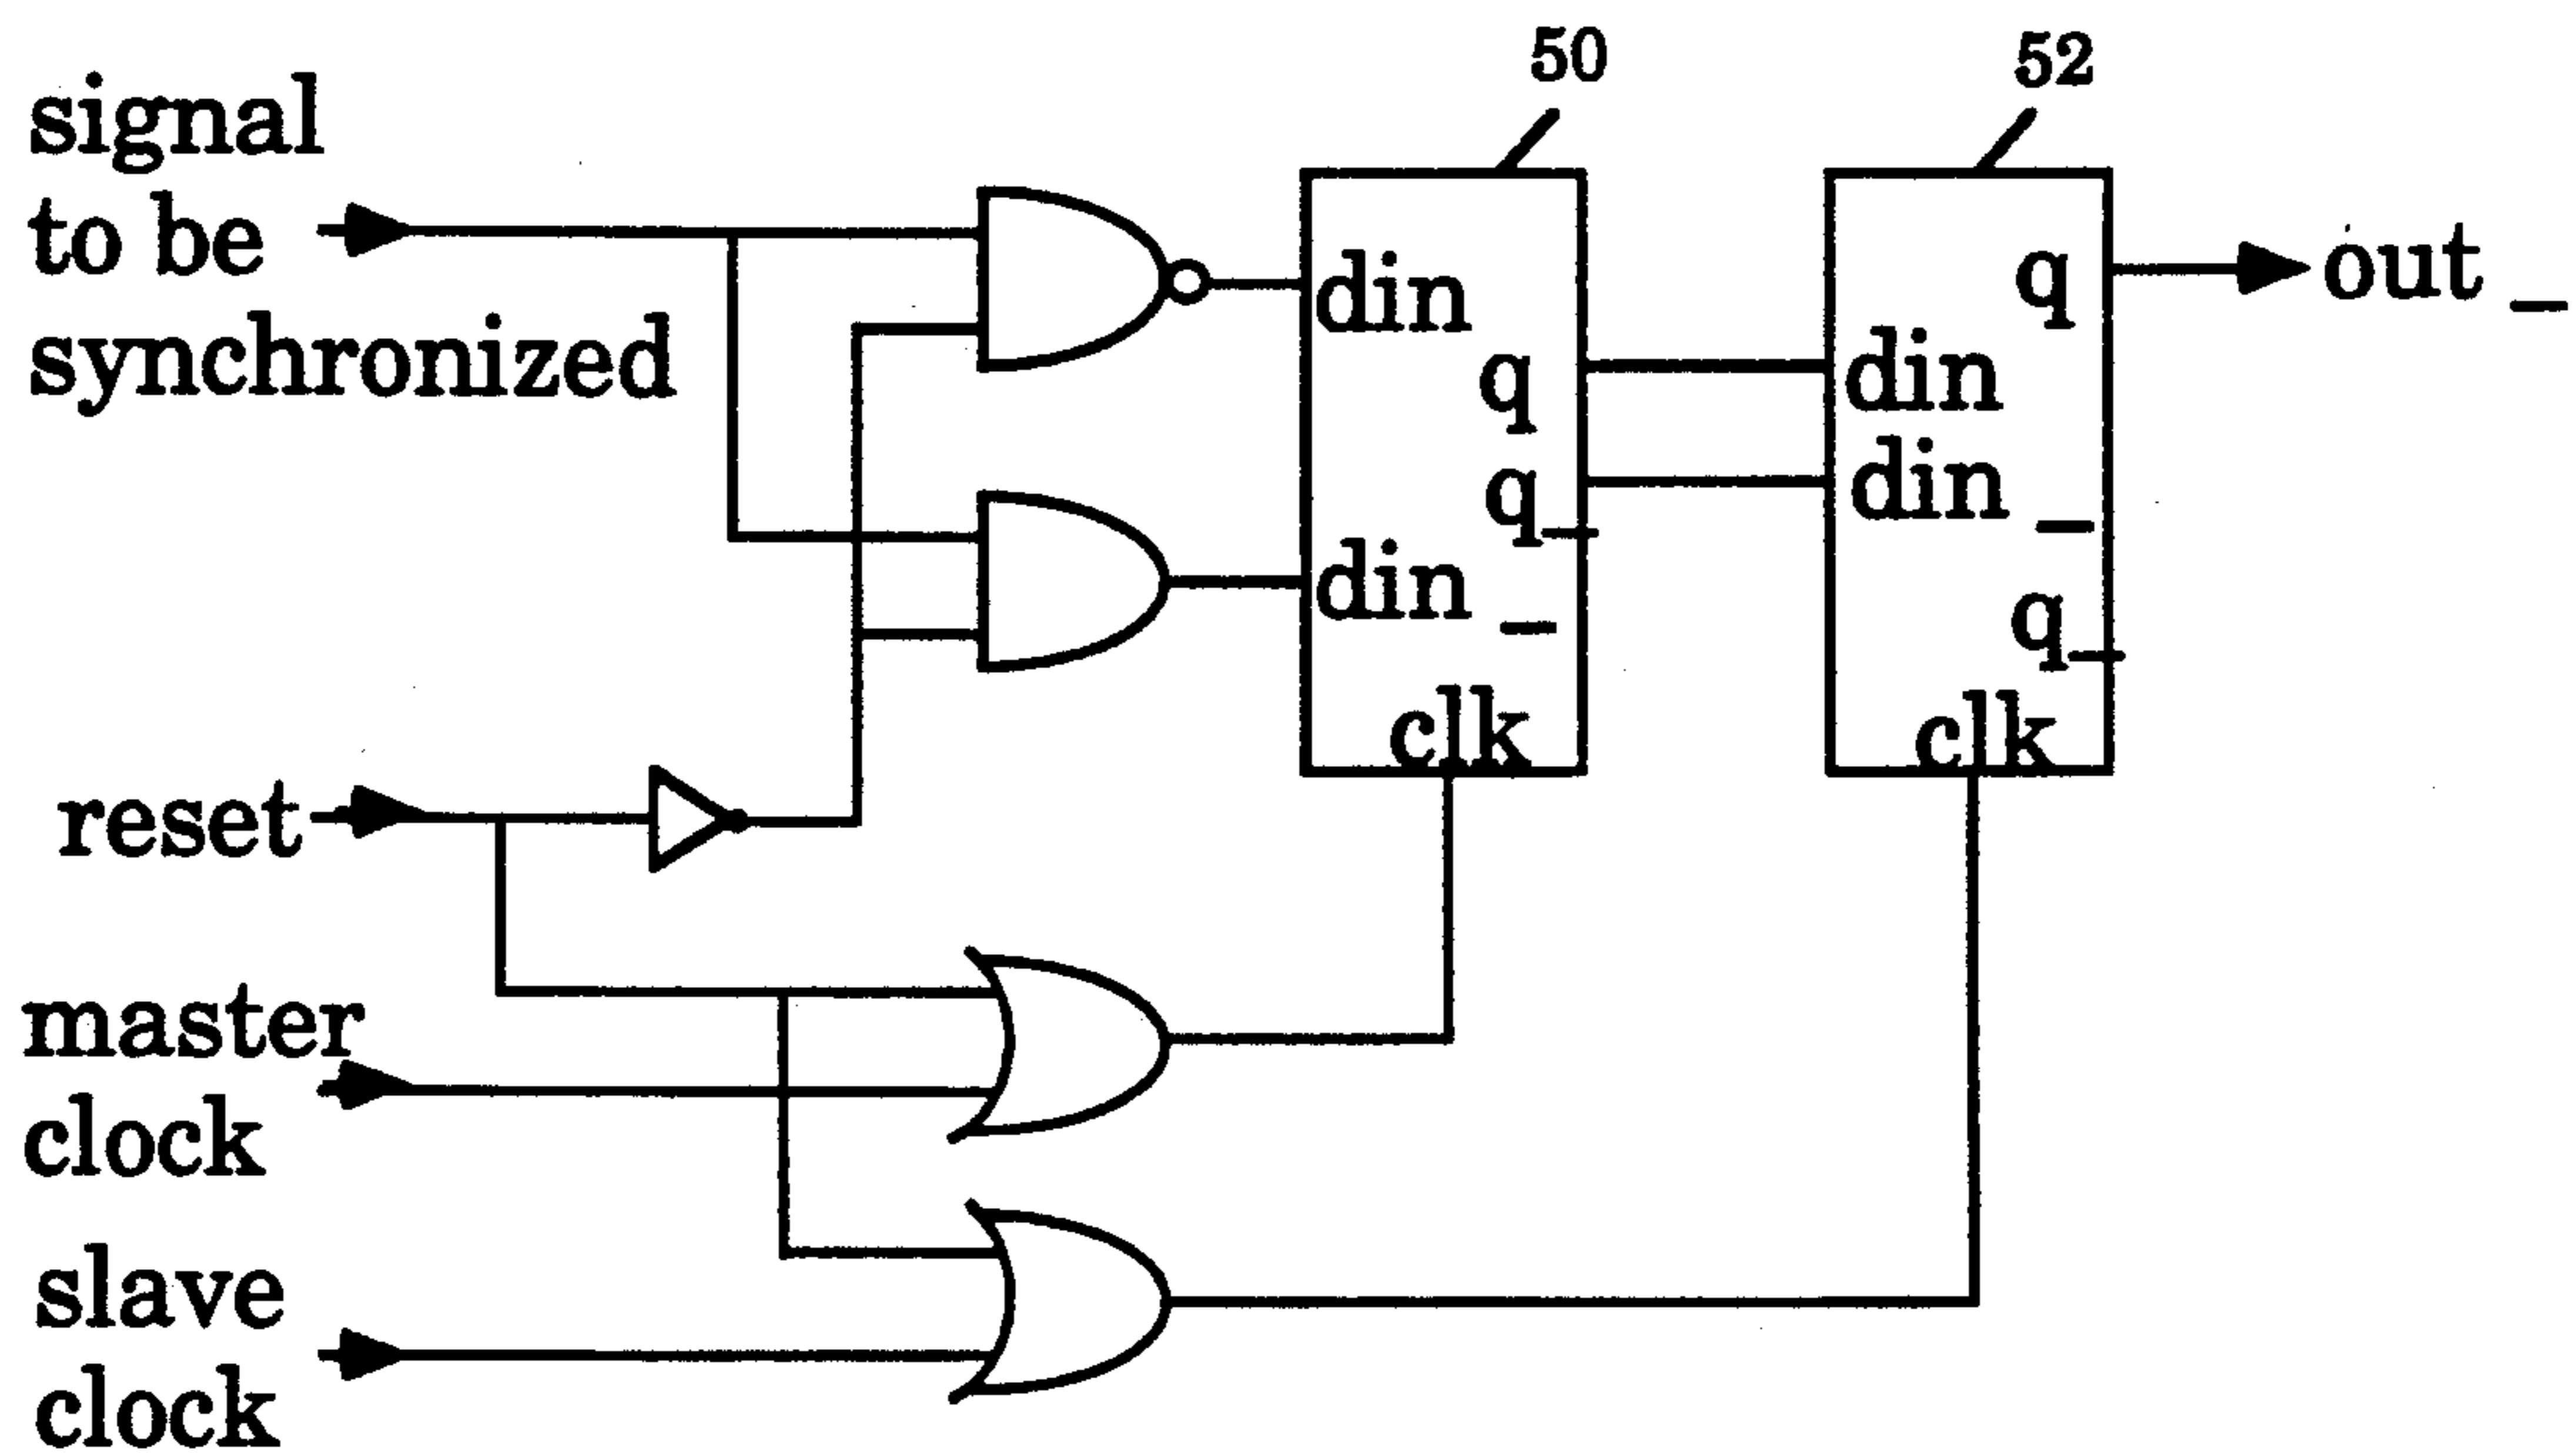 50
52
signal
to be
synchronized
din
q
q_
din _
clk
q
din
din _
q_
clk
out _
reset
master
clock
slave
clock